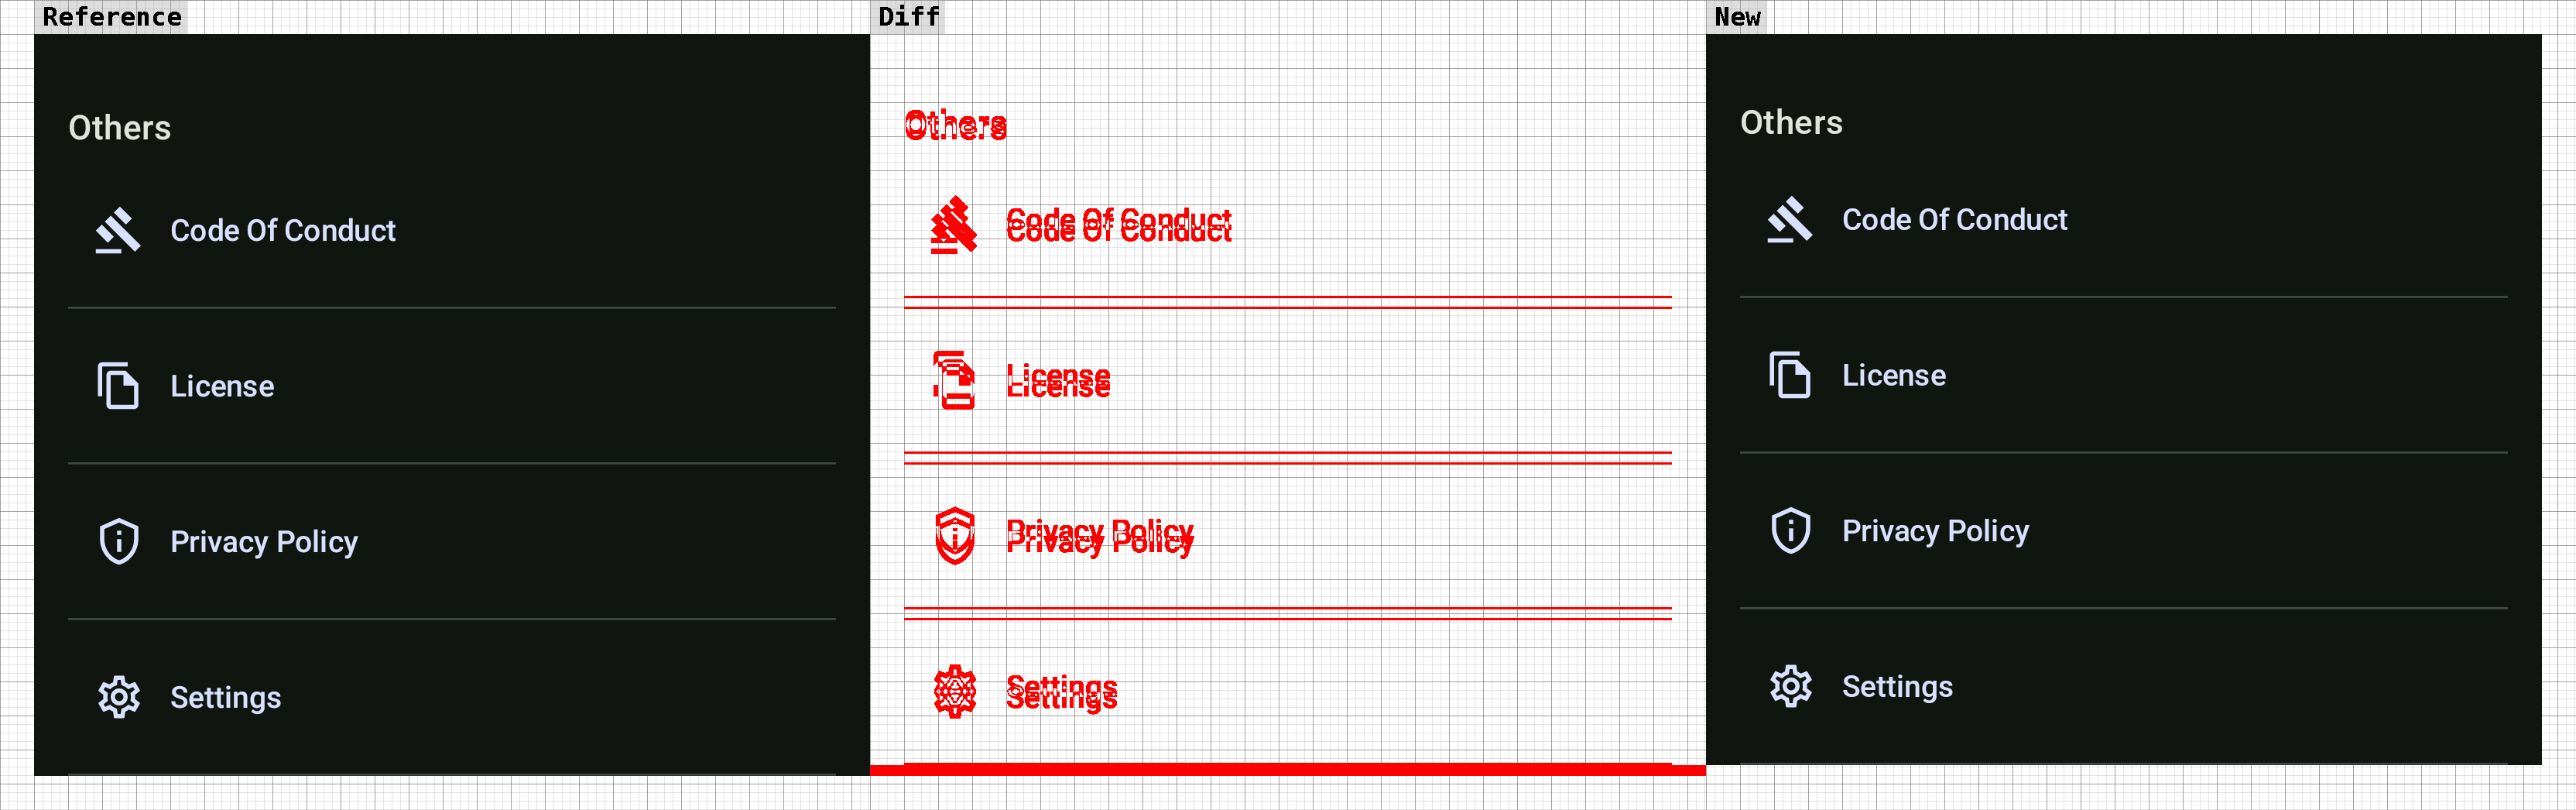 Reference
Diff
New
Others
Code Of Conduct
License
Privacy Policy
Settings
Others
Code Of Conduct
License
Privacy Policy
Settings
Others
Code Of Conduct
License
Privacy Policy
Settings